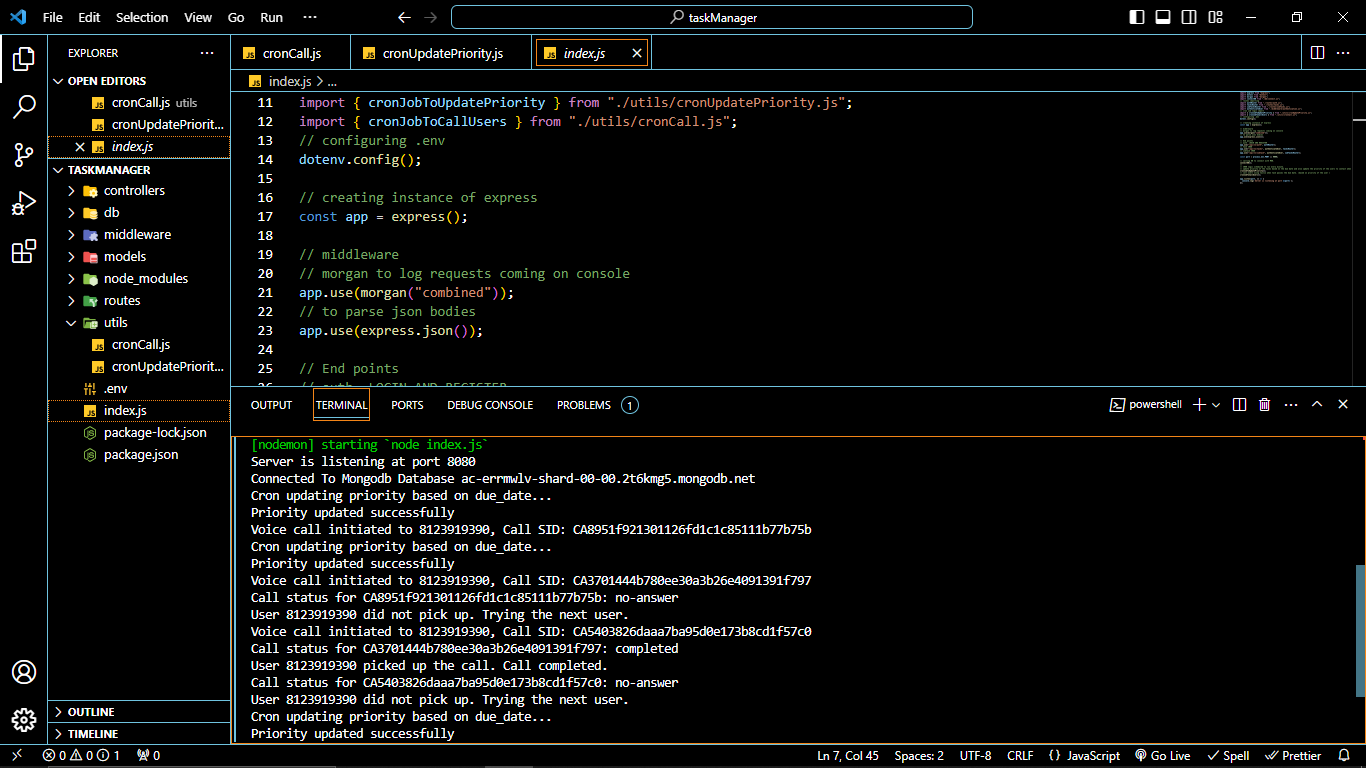 File Edit Selection View Go Run ··· taskManager
EXPLORER ···
OPEN EDITORS
cronCall.js utils
cronUpdatePriorit...
index.js
TASKMANAGER
controllers
db
middleware
models
node_modules
routes
utils
cronCall.js
cronUpdatePriorit...
.env
index.js
package-lock.json
package.json
OUTLINE
TIMELINE
cronCall.js cronUpdatePriority.js index.js
index.js > ...
11 import { cronJobToUpdatePriority } from "./utils/cronUpdatePriority.js";
12 import { cronJobToCallUsers } from "./utils/cronCall.js";
13 // configuring .env
14 dotenv.config();
15
16 // creating instance of express
17 const app = express();
18
19 // middleware
20 // morgan to log requests coming on console
21 app.use(morgan("combined"));
22 // to parse json bodies
23 app.use(express.json());
24
25 // End points
26 // auth, LOGIN AND REGISTER
OUTPUT TERMINAL PORTS DEBUG CONSOLE PROBLEMS 1 powershell
[nodemon] starting `node index.js`
Server is listening at port 8080
Connected To Mongodb Database ac-errmwlv-shard-00-00.2t6kmg5.mongodb.net
Cron updating priority based on due_date...
Priority updated successfully
Voice call initiated to 8123919390, Call SID: CA8951f921301126fd1c1c85111b77b75b
Cron updating priority based on due_date...
Priority updated successfully
Voice call initiated to 8123919390, Call SID: CA3701444b780ee30a3b26e4091391f797
Call status for CA8951f921301126fd1c1c85111b77b75b: no-answer
User 8123919390 did not pick up. Trying the next user.
Voice call initiated to 8123919390, Call SID: CA5403826daaa7ba95d0e173b8cd1f57c0
Call status for CA3701444b780ee30a3b26e4091391f797: completed
User 8123919390 picked up the call. Call completed.
Call status for CA5403826daaa7ba95d0e173b8cd1f57c0: no-answer
User 8123919390 did not pick up. Trying the next user.
Cron updating priority based on due_date...
Priority updated successfully
0 0 1 0 Ln 7, Col 45 Spaces: 2 UTF-8 CRLF {} JavaScript Go Live Spell Prettier